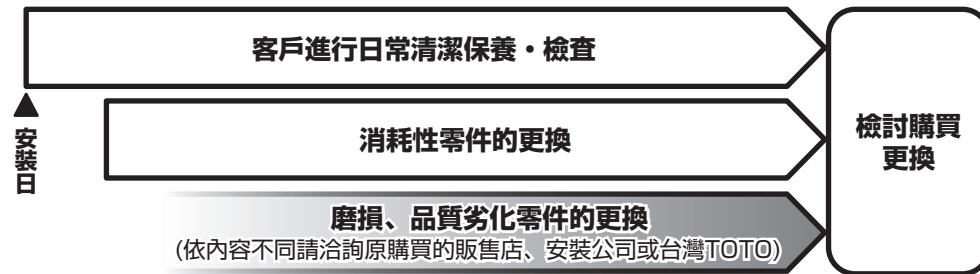 客戶進行日常清潔保養・檢查
安裝日
消耗性零件的更換
檢討購買
更換
磨損、品質劣化零件的更換
(依內容不同請洽詢原購買的販售店、安裝公司或台灣TOTO)